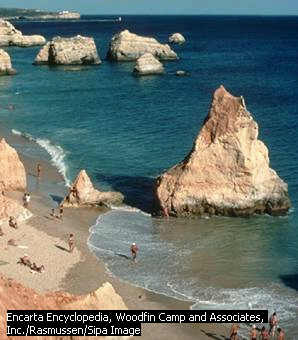 Encarta Encyclopedia, Woodfin Camp and Associates,
Inc./Rasmussen/Sipa Image